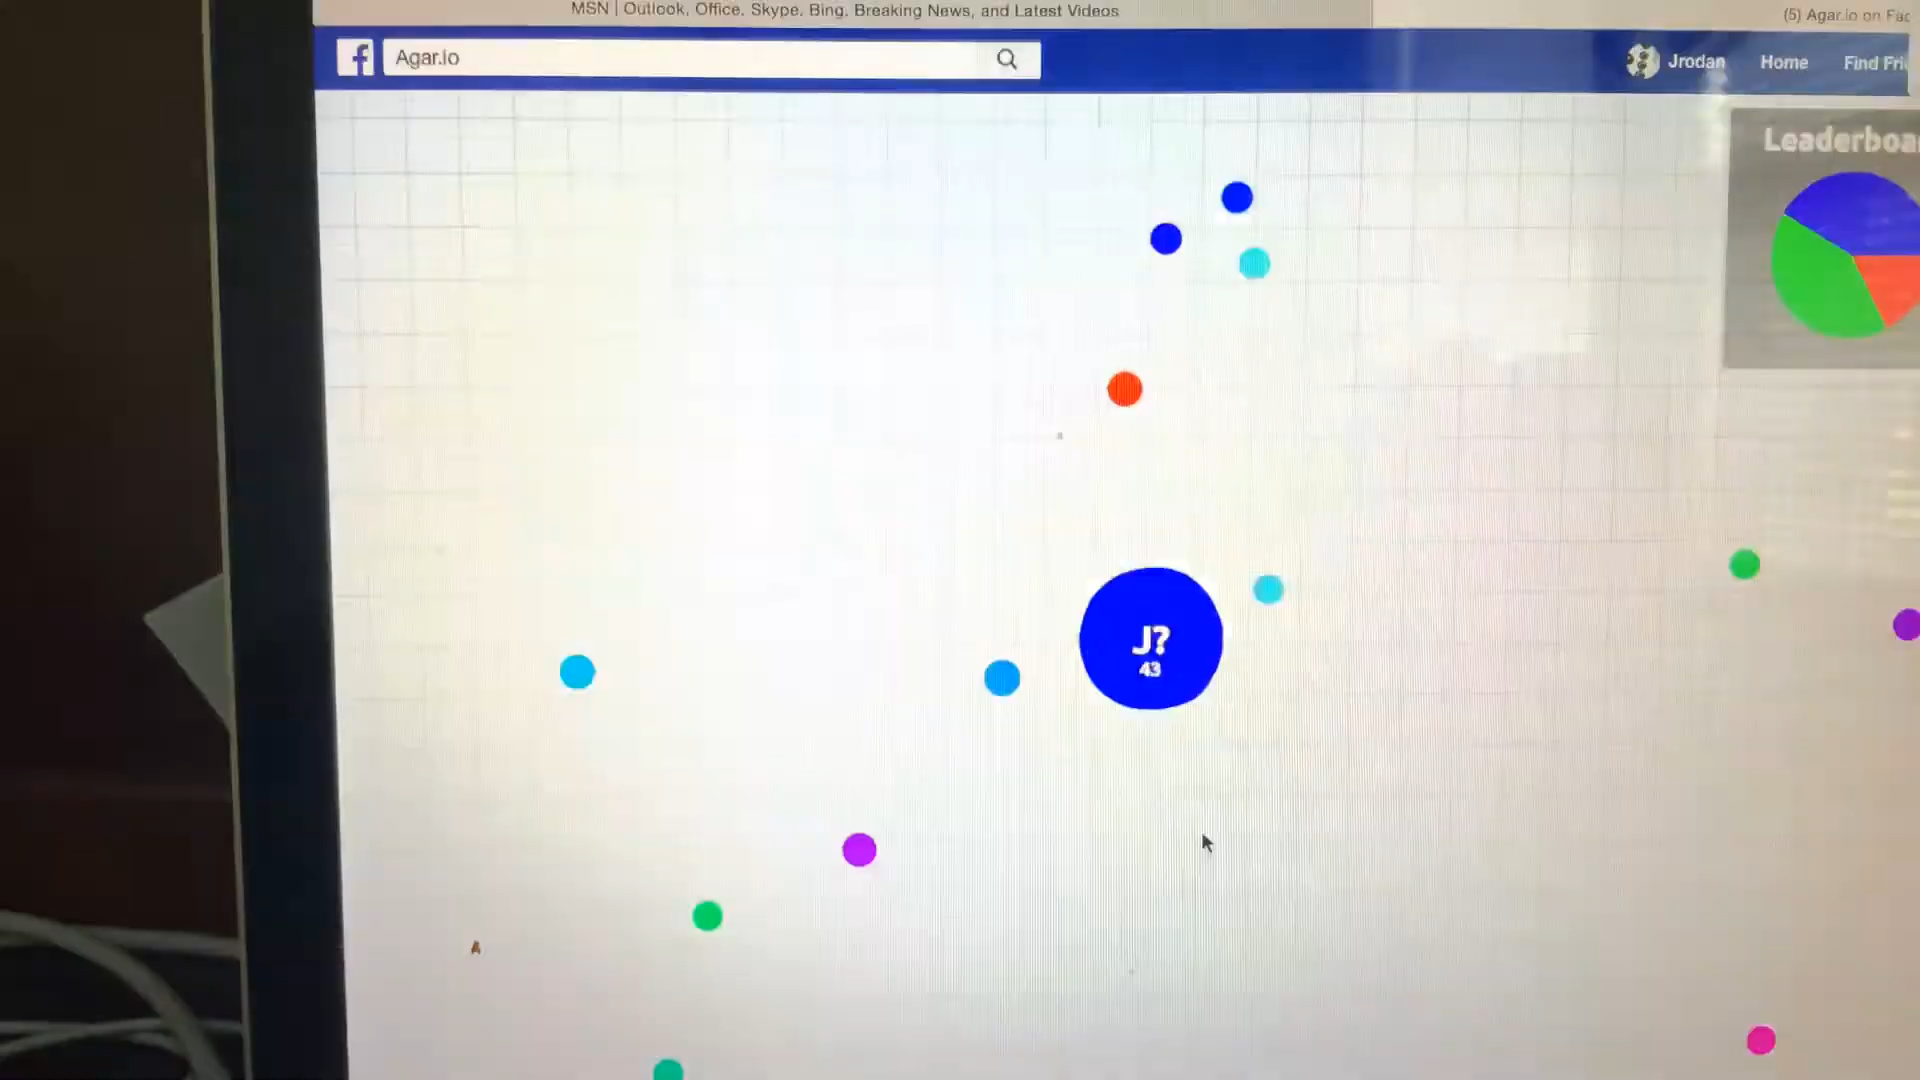 MSN | Outlook, Office, Skype, Bing, Breaking News, and Latest Videos
(5) Agar.io on Fac
f
Agar.io
Jrodan
Home
Find Fri
Leaderboa
J?
43